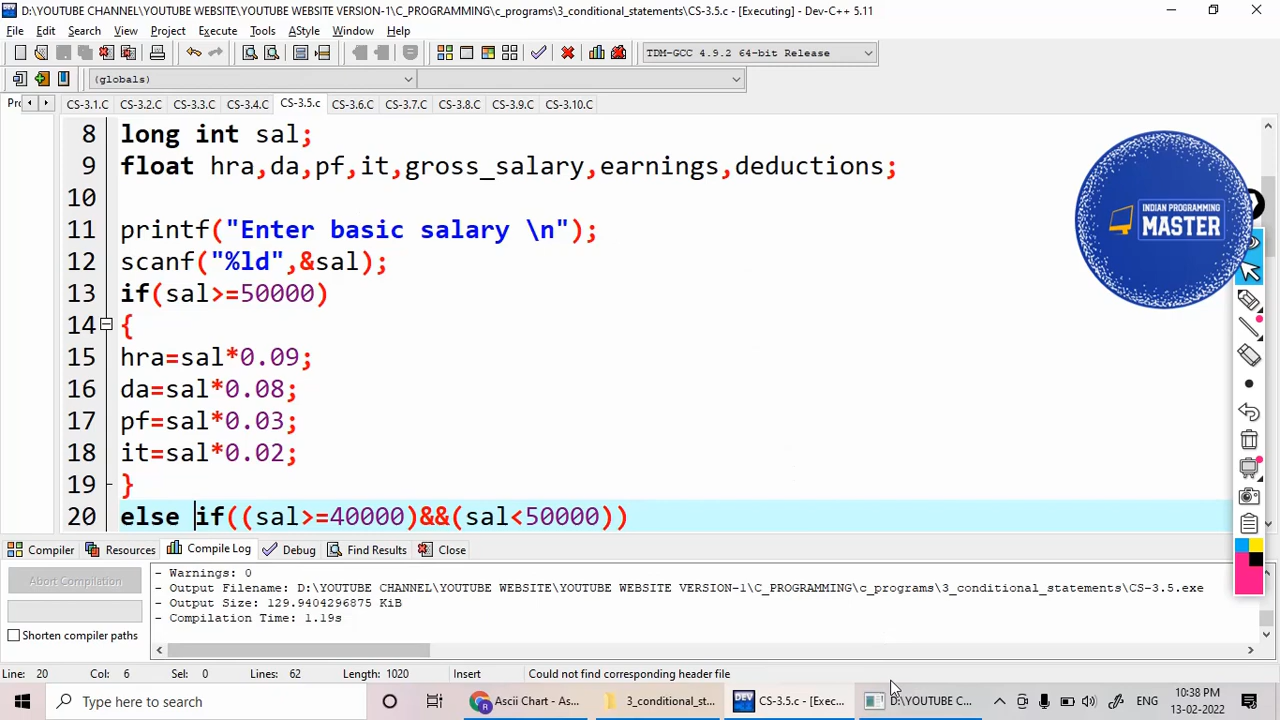 D:\YOUTUBE CHANNEL\YOUTUBE WEBSITE\YOUTUBE WEBSITE VERSION-1\C_PROGRAMMING\c_programs\3_conditional_statements\CS-3.5.c - [Executing] - Dev-C++ 5.11
File Edit Search View Project Execute Tools AStyle Window Help
TDM-GCC 4.9.2 64-bit Release
(globals)
Pr CS-3.1.C CS-3.2.C CS-3.3.C CS-3.4.C CS-3.5.c CS-3.6.C CS-3.7.C CS-3.8.C CS-3.9.C CS-3.10.C
8 long int sal;
9 float hra,da,pf,it,gross_salary,earnings,deductions;
10
11 printf("Enter basic salary \n");
12 scanf("%ld",&sal);
13 if(sal>=50000)
14 {
15 hra=sal*0.09;
16 da=sal*0.08;
17 pf=sal*0.03;
18 it=sal*0.02;
19 }
20 else if((sal>=40000)&&(sal<50000))
INDIAN PROGRAMMING
MASTER
Compiler Resources Compile Log Debug Find Results Close
Abort Compilation
Shorten compiler paths
- Warnings: 0
- Output Filename: D:\YOUTUBE CHANNEL\YOUTUBE WEBSITE\YOUTUBE WEBSITE VERSION-1\C_PROGRAMMING\c_programs\3_conditional_statements\CS-3.5.exe
- Output Size: 129.9404296875 KiB
- Compilation Time: 1.19s
Line: 20 Col: 6 Sel: 0 Lines: 62 Length: 1020 Insert Could not find corresponding header file
Type here to search
Ascii Chart - As...
3_conditional_stat...
DEV CS-3.5.c - [Exec...
D:\YOUTUBE C...
ENG
10:38 PM
13-02-2022